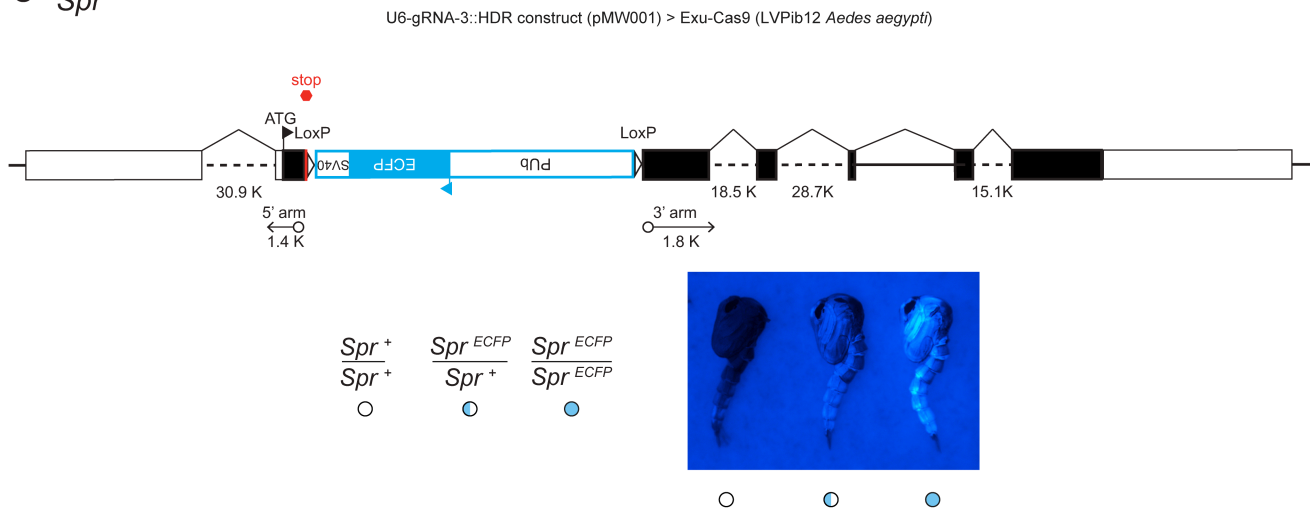 Spr
U6-gRNA-3::HDR construct (pMW001) > Exu-Cas9 (LVPib12 Aedes aegypti)
stop
ATG
LoxP
LoxP
SV40
ECFP
PUb
30.9 K
18.5 K
28.7K
15.1K
5’ arm
3’ arm
1.4 K
1.8 K
Spr + Spr ECFP Spr ECFP
Spr + Spr + Spr ECFP